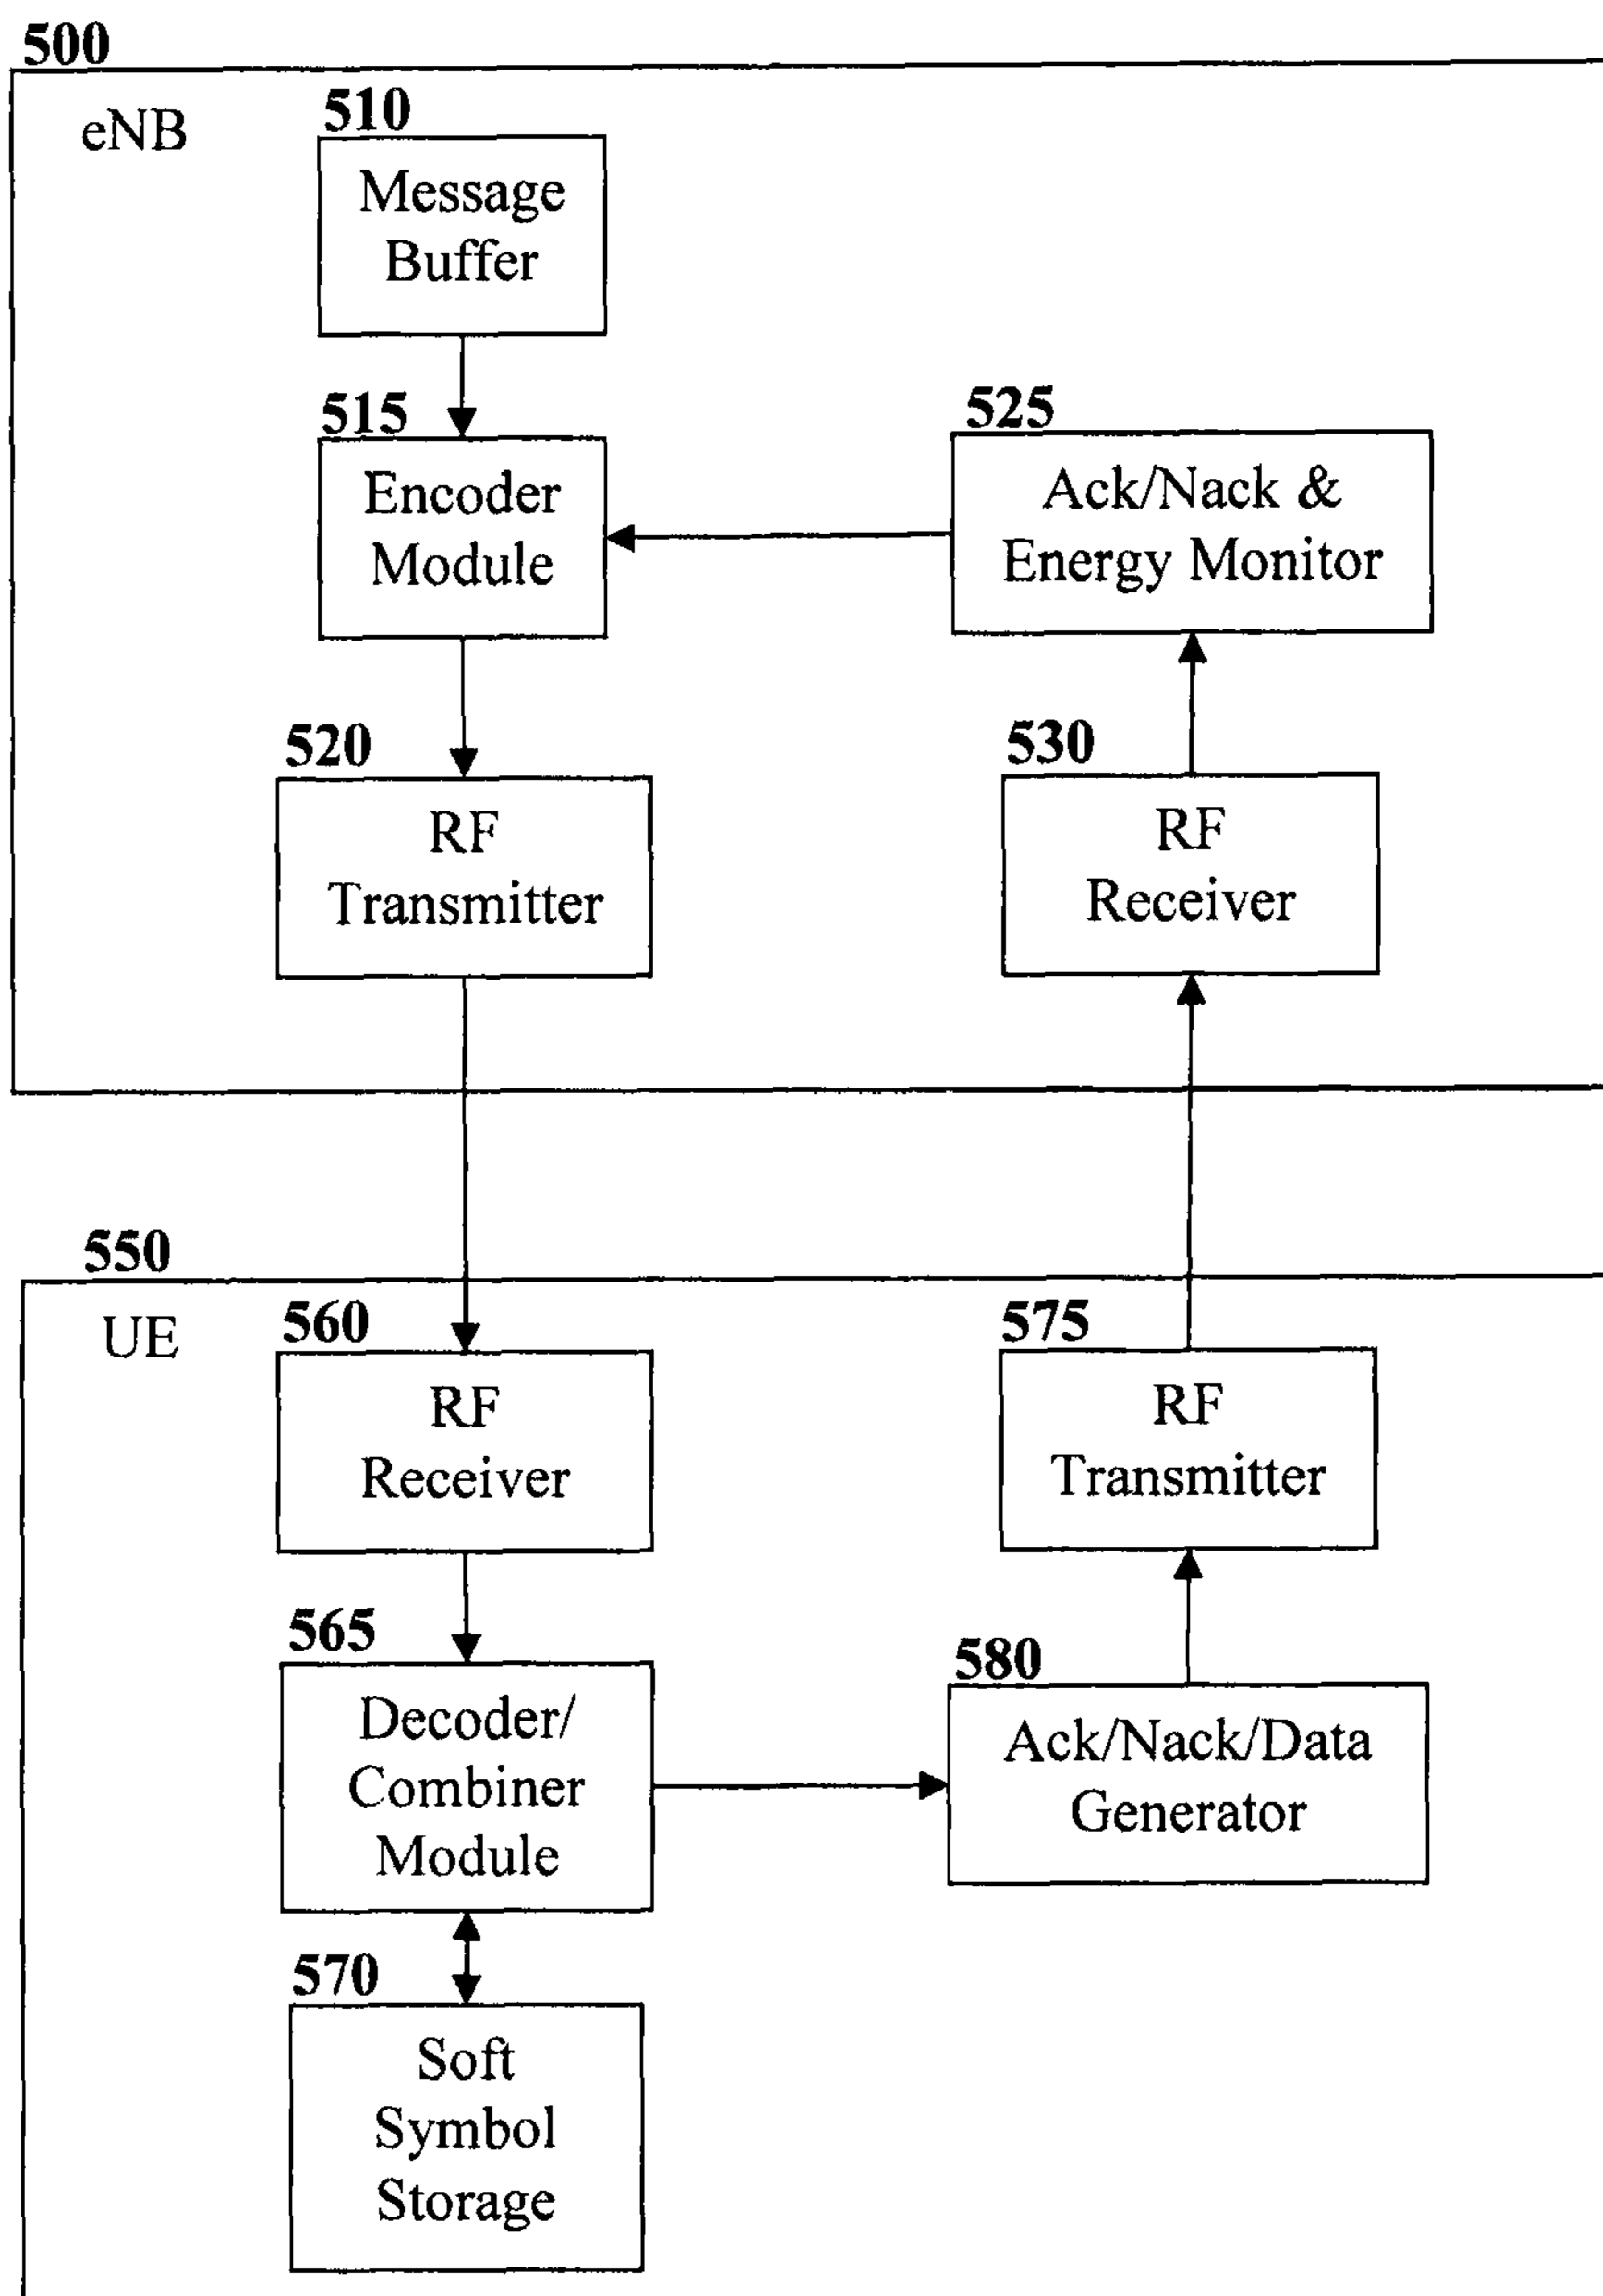 500
eNB
510
Message
Buffer
515
Encoder
Module
525
Ack/Nack &
Energy Monitor
520
RF
Transmitter
530
RF
Receiver
550
UE
560
RF
Receiver
575
RF
Transmitter
565
Decoder/
Combiner
Module
580
Ack/Nack/Data
Generator
570
Soft
Symbol
Storage